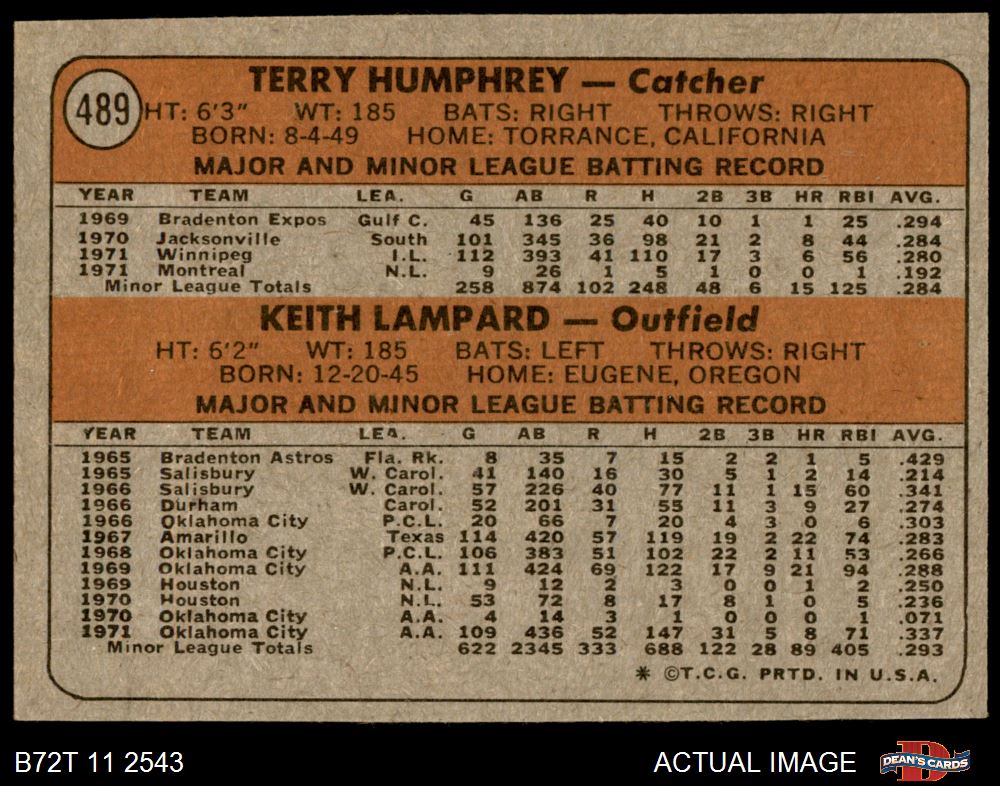 489
TERRY HUMPHREY — Catcher
HT: 6'3" WT: 185 BATS: RIGHT THROWS: RIGHT
BORN: 8-4-49 HOME: TORRANCE, CALIFORNIA
MAJOR AND MINOR LEAGUE BATTING RECORD
YEAR TEAM LEA. G AB R H 2B 3B HR RBI AVG.
1969 Bradenton Expos Gulf C. 45 136 25 40 10 1 1 25 .294
1970 Jacksonville South 101 345 36 98 21 2 8 44 .284
1971 Winnipeg I.L. 112 393 41 110 17 3 6 56 .280
1971 Montreal N.L. 9 26 1 5 1 0 0 1 .192
Minor League Totals 258 874 102 248 48 6 15 125 .284
KEITH LAMPARD — Outfield
HT: 6'2" WT: 185 BATS: LEFT THROWS: RIGHT
BORN: 12-20-45 HOME: EUGENE, OREGON
MAJOR AND MINOR LEAGUE BATTING RECORD
YEAR TEAM LEA. G AB R H 2B 3B HR RBI AVG.
1965 Bradenton Astros Fla. Rk. 8 35 7 15 2 2 1 5 .429
1965 Salisbury W. Carol. 41 140 16 30 5 1 2 14 .214
1966 Salisbury W. Carol. 57 226 40 77 11 1 15 60 .341
1966 Durham Carol. 52 201 31 55 11 3 9 27 .274
1966 Oklahoma City P.C.L. 20 66 7 20 4 3 0 6 .303
1967 Amarillo Texas 114 420 57 119 19 2 22 74 .283
1968 Oklahoma City P.C.L. 106 383 51 102 22 2 11 53 .266
1969 Oklahoma City A.A. 111 424 69 122 17 9 21 94 .288
1969 Houston N.L. 9 12 2 3 0 0 1 2 .250
1970 Houston N.L. 53 72 8 17 8 1 0 5 .236
1970 Oklahoma City A.A. 4 14 3 1 0 0 0 1 .071
1971 Oklahoma City A.A. 109 436 52 147 31 5 8 71 .337
Minor League Totals 622 2345 333 688 122 28 89 405 .293
* ©T.C.G. PRTD. IN U.S.A.
B72T 11 2543 ACTUAL IMAGE
D DEAN'S CARDS